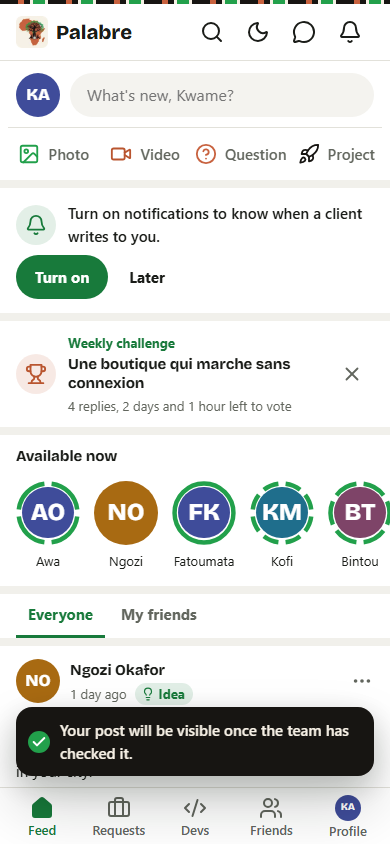 Palabre
KA
What's new, Kwame?
Photo
Video
Question
Project
Turn on notifications to know when a client
writes to you.
Turn on
Later
Weekly challenge
Une boutique qui marche sans
connexion
4 replies, 2 days and 1 hour left to vote
Available now
AO
NO
FK
KM
BT
Awa
Ngozi
Fatoumata
Kofi
Bintou
Everyone
My friends
NO
Ngozi Okafor
1 day ago
Idea
Your post will be visible once the team has
checked it.
in your city.
KA
Feed
Requests
Devs
Friends
Profile